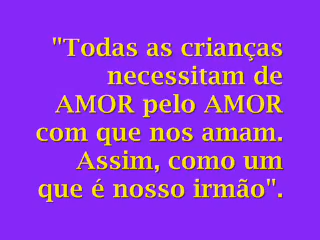 "Todas as crianças
necessitam de
AMOR pelo AMOR
com que nos amam.
Assim, como um
que é nosso irmão".